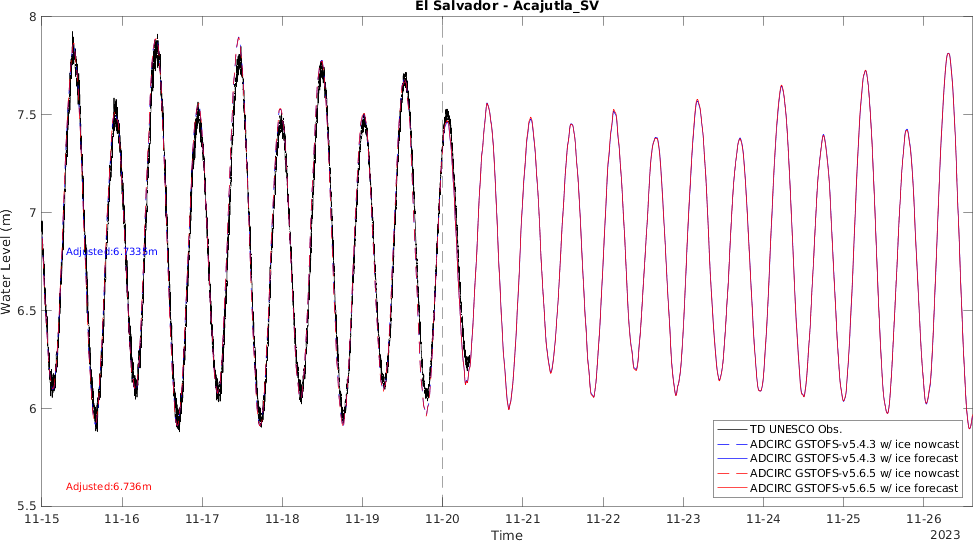 El Salvador - Acajutla_SV
8
7.5
7
6.5
6
5.5
Water Level (m)
Adjusted:6.7335m
Adjusted:6.736m
TD UNESCO Obs.
ADCIRC GSTOFS-v5.4.3 w/ ice nowcast
ADCIRC GSTOFS-v5.4.3 w/ ice forecast
ADCIRC GSTOFS-v5.6.5 w/ ice nowcast
ADCIRC GSTOFS-v5.6.5 w/ ice forecast
11-15 11-16 11-17 11-18 11-19 11-20 11-21 11-22 11-23 11-24 11-25 11-26
Time
2023